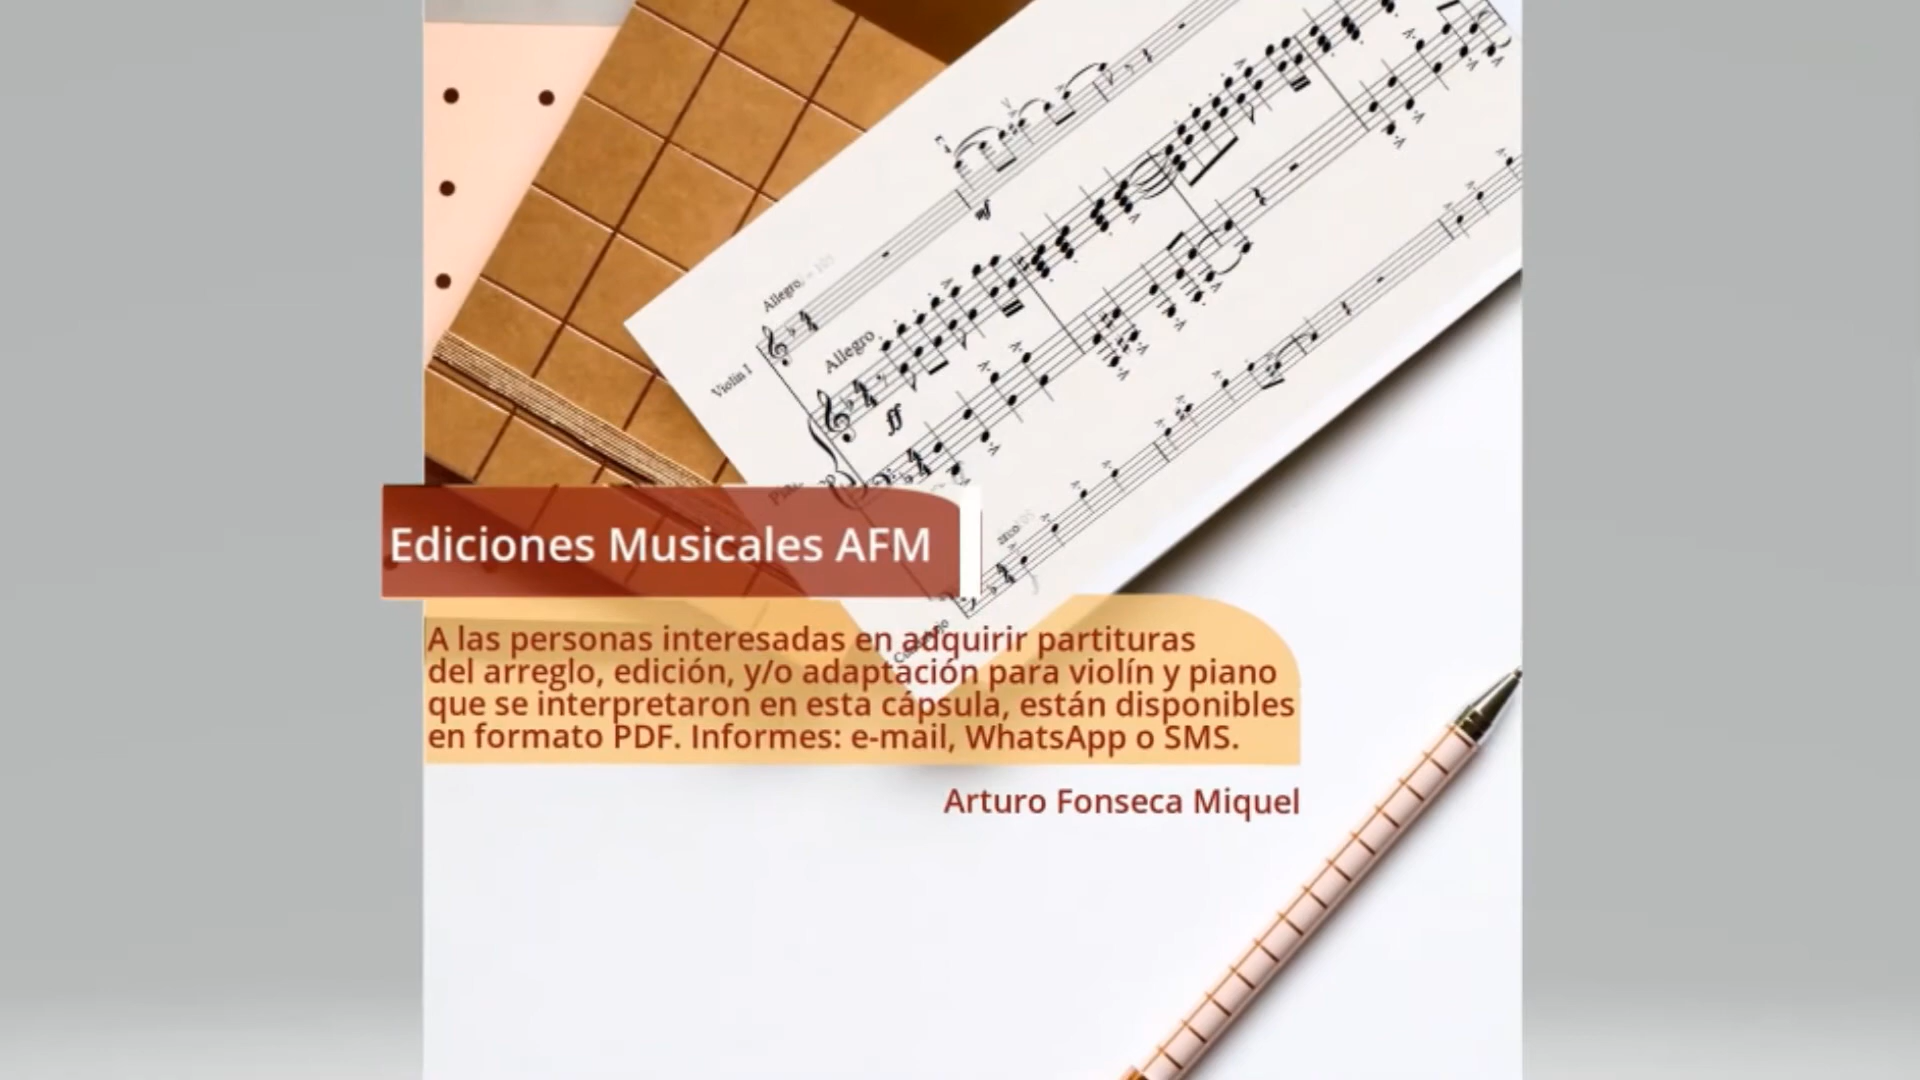 Allegro
Violin I
Allegro
ff
Ediciones Musicales AFM
A las personas interesadas en adquirir partituras
del arreglo, edición, y/o adaptación para violín y piano
que se interpretaron en esta cápsula, están disponibles
en formato PDF. Informes: e-mail, WhatsApp o SMS.
Arturo Fonseca Miquel